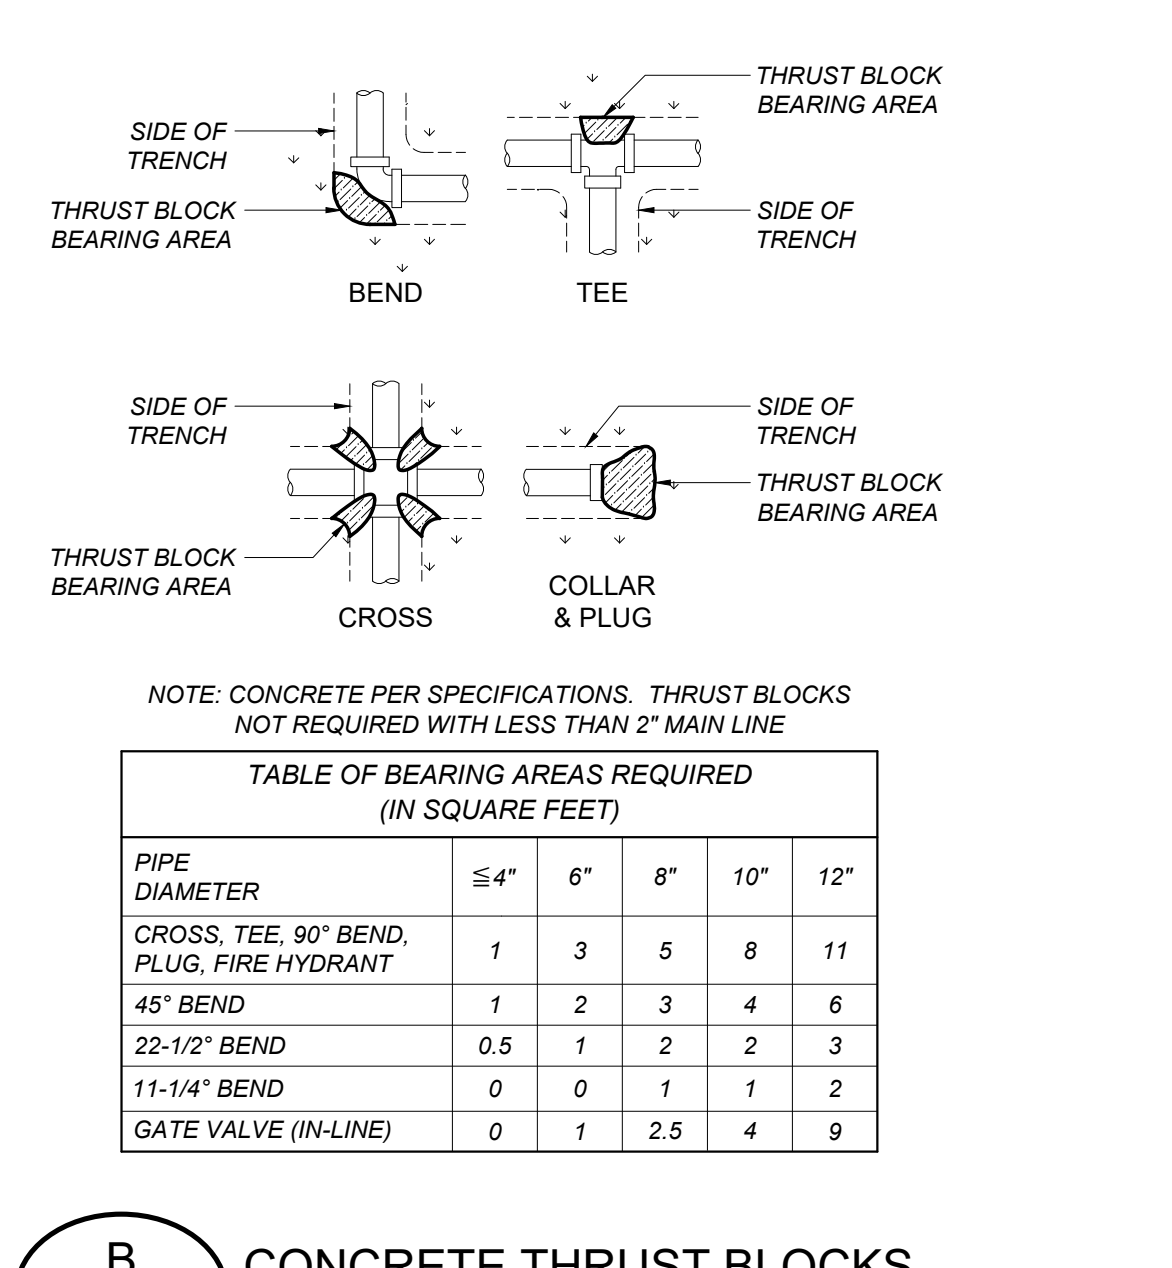 THRUST BLOCK
BEARING AREA
SIDE OF
TRENCH
THRUST BLOCK
BEARING AREA
SIDE OF
TRENCH
BEND
TEE
SIDE OF
TRENCH
SIDE OF
TRENCH
THRUST BLOCK
BEARING AREA
THRUST BLOCK
BEARING AREA
CROSS
COLLAR
& PLUG
NOTE: CONCRETE PER SPECIFICATIONS. THRUST BLOCKS
NOT REQUIRED WITH LESS THAN 2" MAIN LINE
TABLE OF BEARING AREAS REQUIRED
(IN SQUARE FEET)
PIPE
DIAMETER
≦4" 6" 8" 10" 12"
CROSS, TEE, 90° BEND,
PLUG, FIRE HYDRANT
1 3 5 8 11
45° BEND 1 2 3 4 6
22-1/2° BEND 0.5 1 2 2 3
11-1/4° BEND 0 0 1 1 2
GATE VALVE (IN-LINE) 0 1 2.5 4 9
B
CONCRETE THRUST BLOCKS